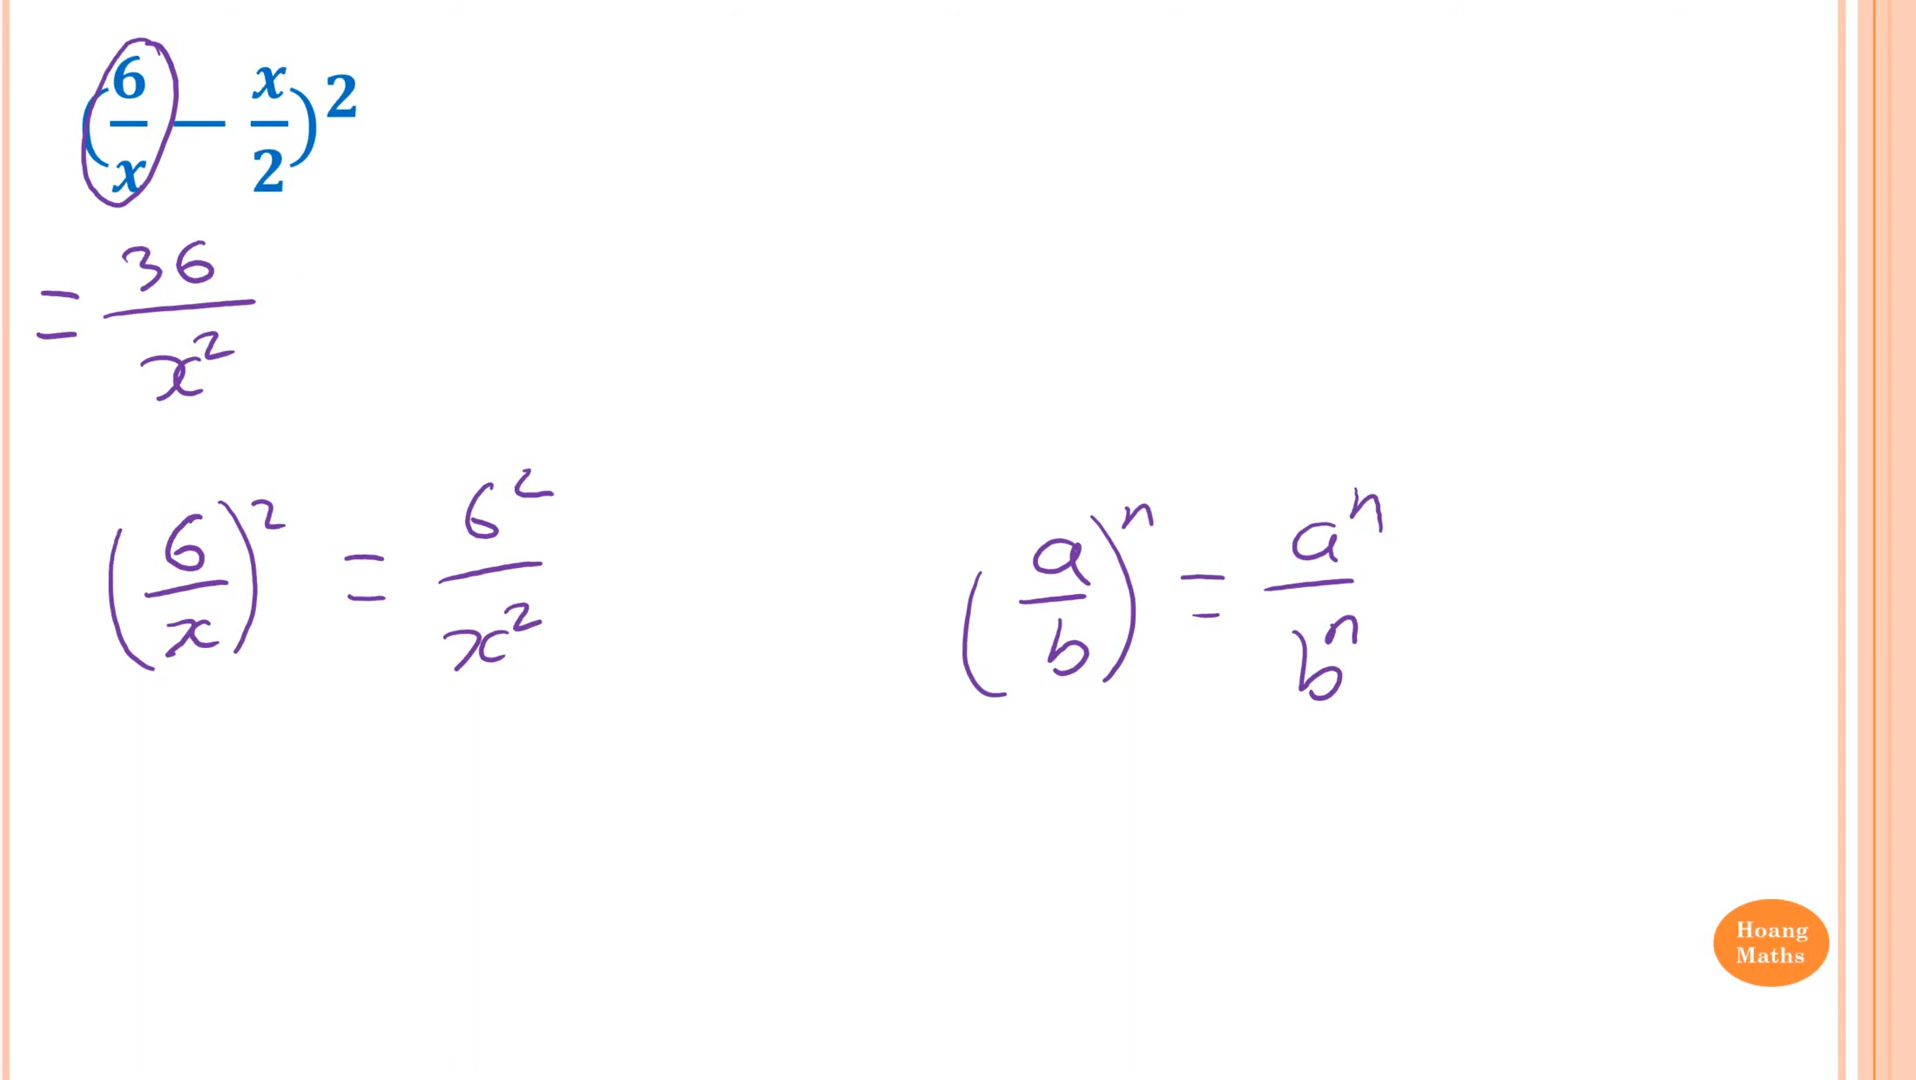 (6/x − x/2)²
= 36/x²
(6/x)² = 6²/x²
(a/b)ⁿ = aⁿ/bⁿ
Hoang
Maths